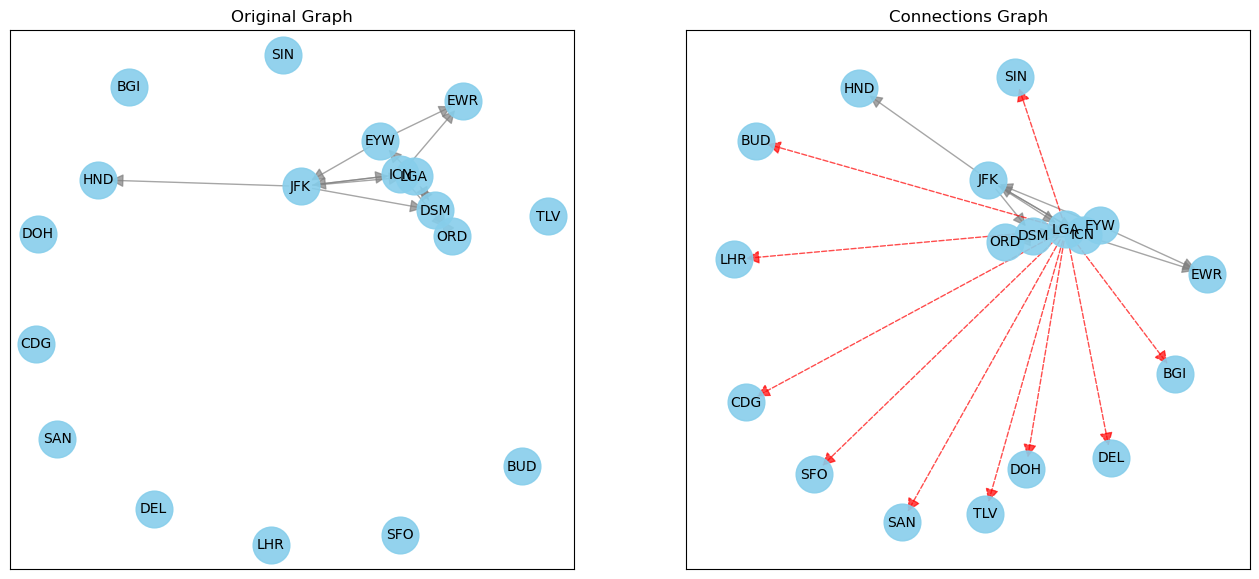 Original Graph
SIN
BGI
EWR
EYW
HND
JFK
ICN
LGA
DSM
TLV
DOH
ORD
CDG
SAN
BUD
DEL
LHR
SFO
Connections Graph
SIN
HND
BUD
JFK
EYW
LGA
ICN
DSM
ORD
LHR
EWR
BGI
CDG
DEL
DOH
SFO
TLV
SAN